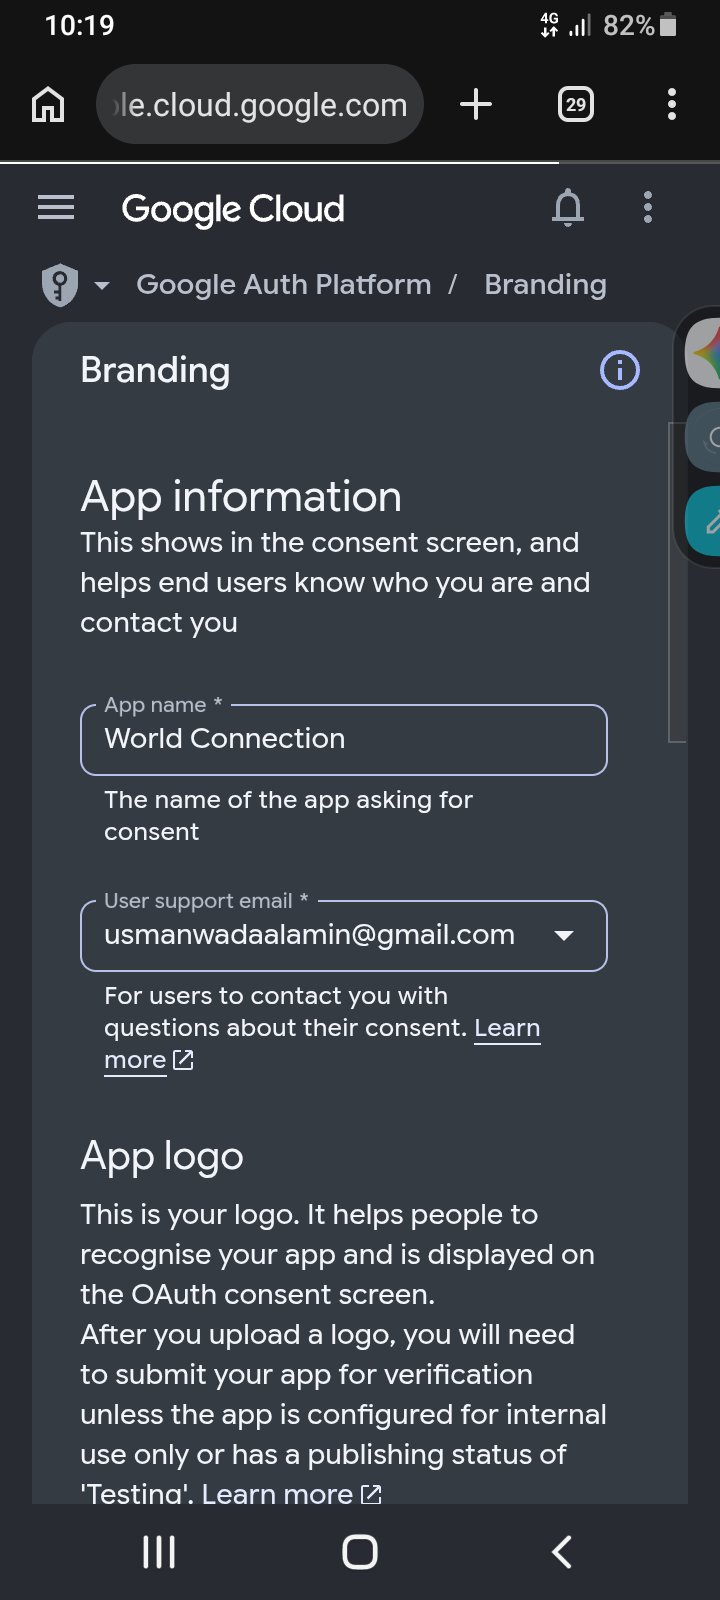 10:19
4G
82%
le.cloud.google.com
29
Google Cloud
Google Auth Platform / Branding
Branding
App information
This shows in the consent screen, and
helps end users know who you are and
contact you
App name *
World Connection
The name of the app asking for
consent
User support email *
usmanwadaalamin@gmail.com
For users to contact you with
questions about their consent. Learn
more
App logo
This is your logo. It helps people to
recognise your app and is displayed on
the OAuth consent screen.
After you upload a logo, you will need
to submit your app for verification
unless the app is configured for internal
use only or has a publishing status of
'Testing'. Learn more